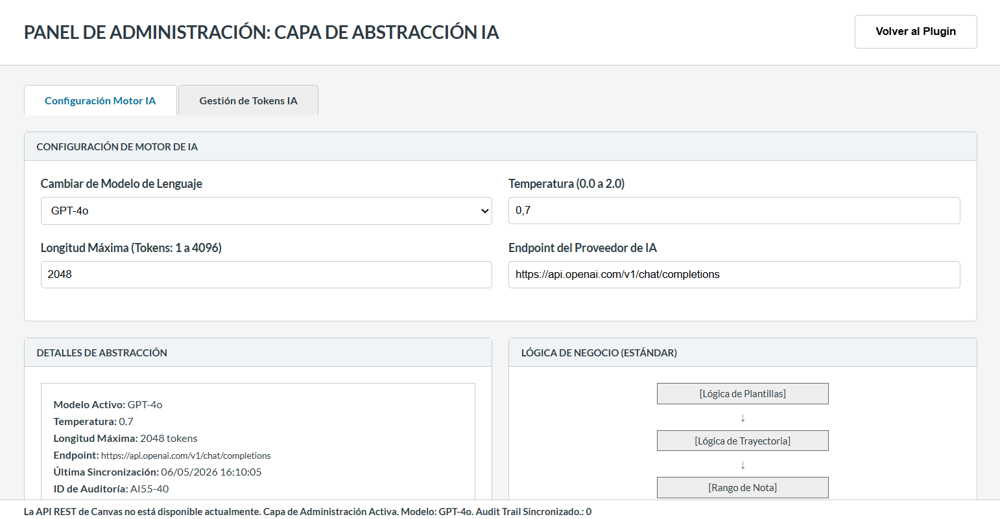 PANEL DE ADMINISTRACIÓN: CAPA DE ABSTRACCIÓN IA
Volver al Plugin
Configuración Motor IA
Gestión de Tokens IA
CONFIGURACIÓN DE MOTOR DE IA
Cambiar de Modelo de Lenguaje
GPT-4o
Temperatura (0.0 a 2.0)
0,7
Longitud Máxima (Tokens: 1 a 4096)
2048
Endpoint del Proveedor de IA
https://api.openai.com/v1/chat/completions
DETALLES DE ABSTRACCIÓN
Modelo Activo: GPT-4o
Temperatura: 0.7
Longitud Máxima: 2048 tokens
Endpoint: https://api.openai.com/v1/chat/completions
Última Sincronización: 06/05/2026 16:10:05
ID de Auditoría: AI55-40
LÓGICA DE NEGOCIO (ESTÁNDAR)
[Lógica de Plantillas]
↓
[Lógica de Trayectoria]
↓
[Rango de Nota]
La API REST de Canvas no está disponible actualmente. Capa de Administración Activa. Modelo: GPT-4o. Audit Trail Sincronizado.: 0